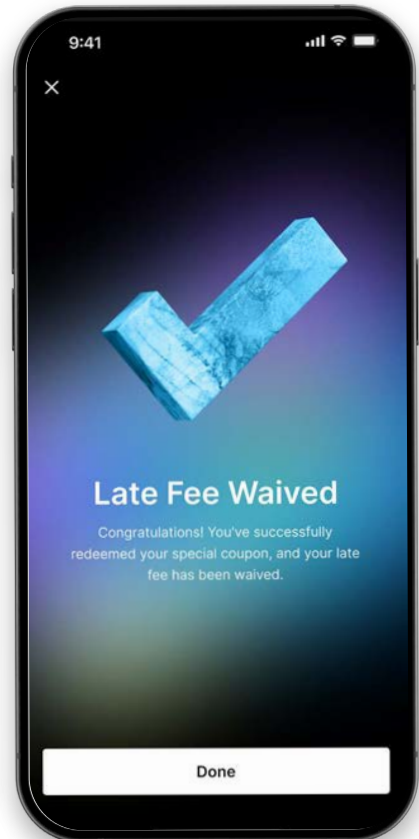 9:41
Late Fee Waived
Congratulations! You've successfully
redeemed your special coupon, and your late
fee has been waived.
Done